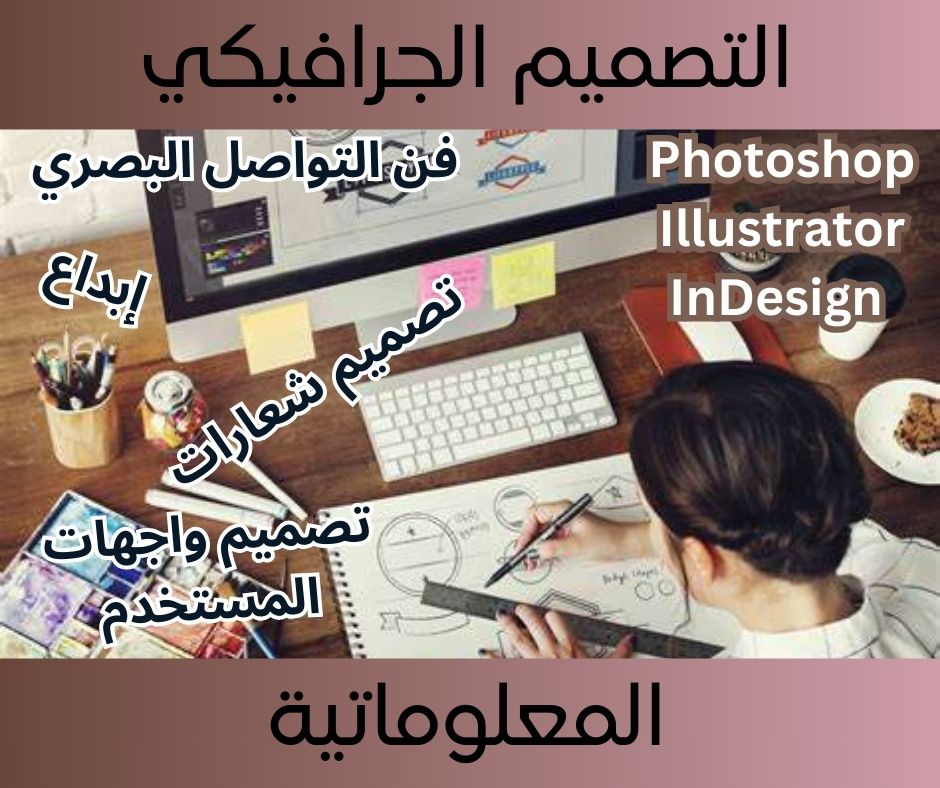 التصميم الجرافيكي
فن التواصل البصري
Photoshop
Illustrator
InDesign
إبداع
تصميم شعارات
تصميم واجهات
المستخدم
المعلوماتية